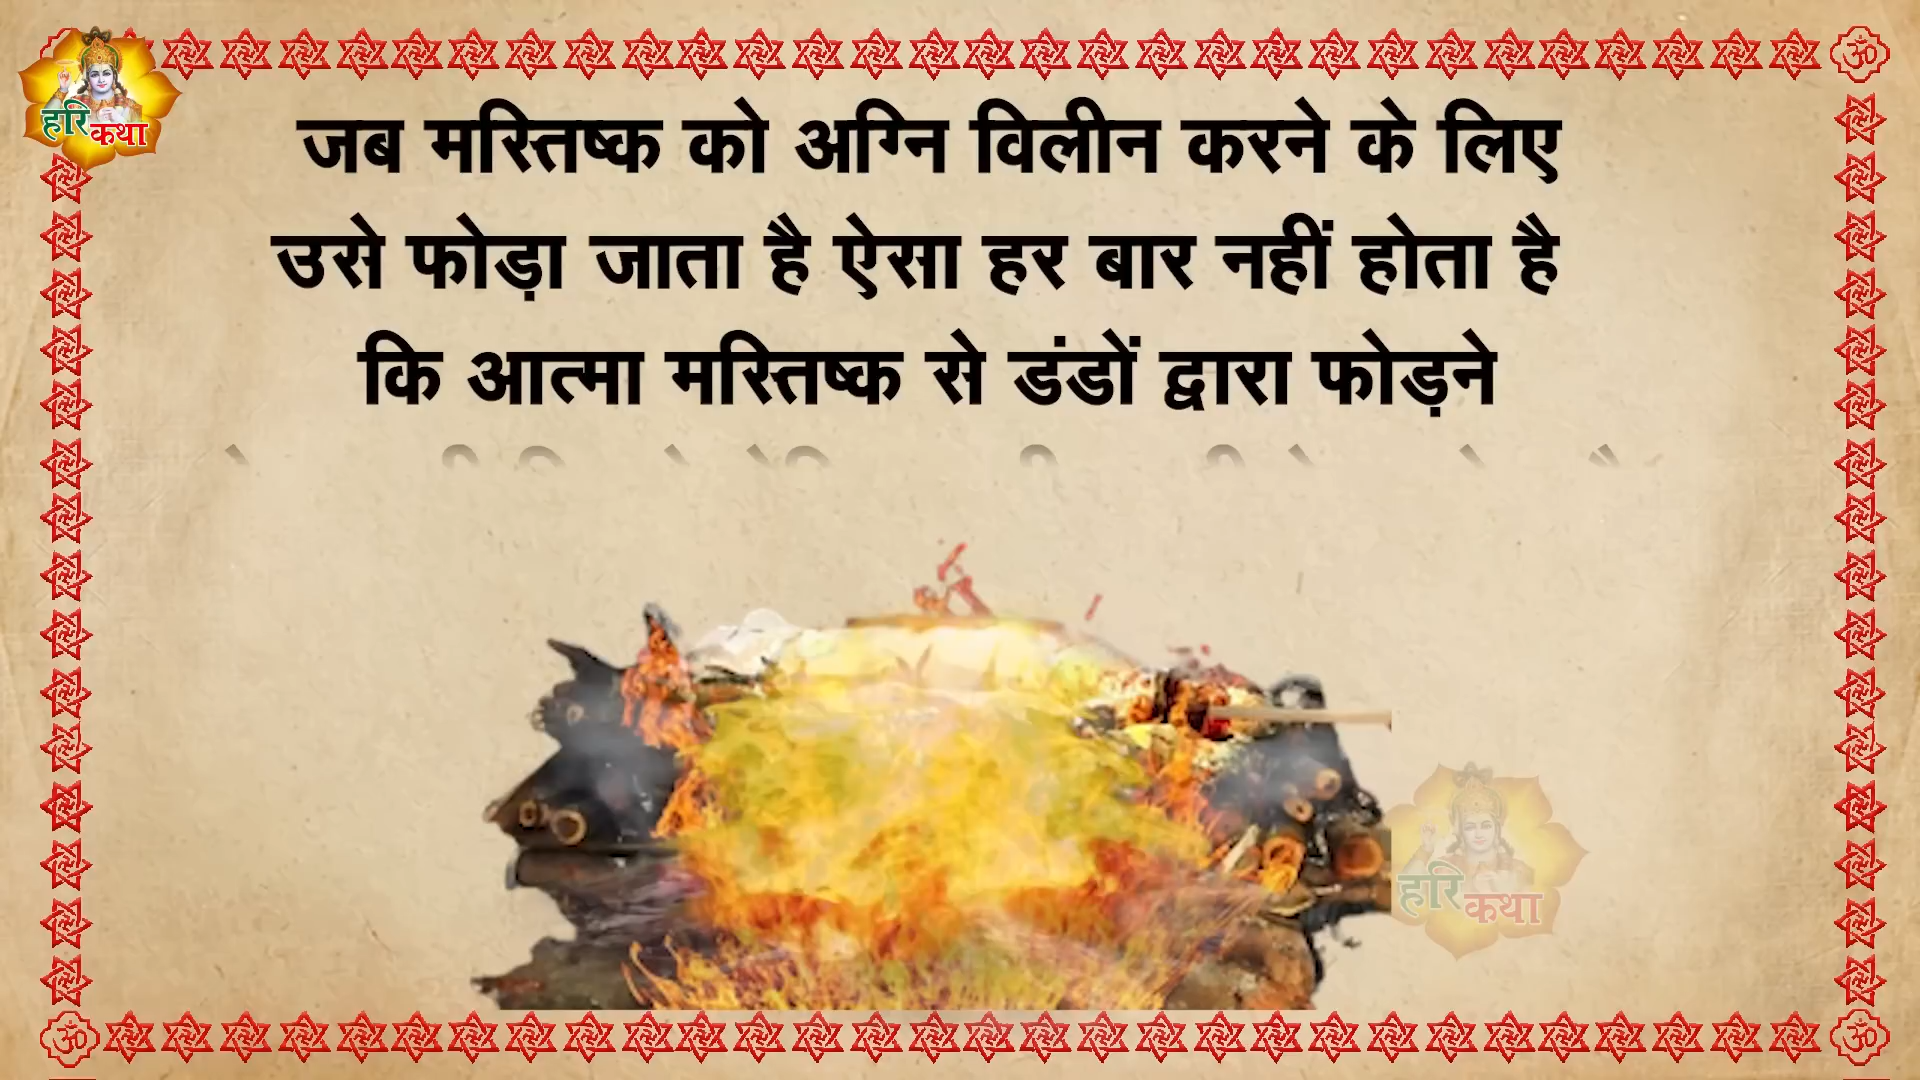 हरि कथा
जब मस्तिष्क को अग्नि विलीन करने के लिए
उसे फोड़ा जाता है ऐसा हर बार नहीं होता है
कि आत्मा मस्तिष्क से डंडों द्वारा फोड़ने
हरि कथा